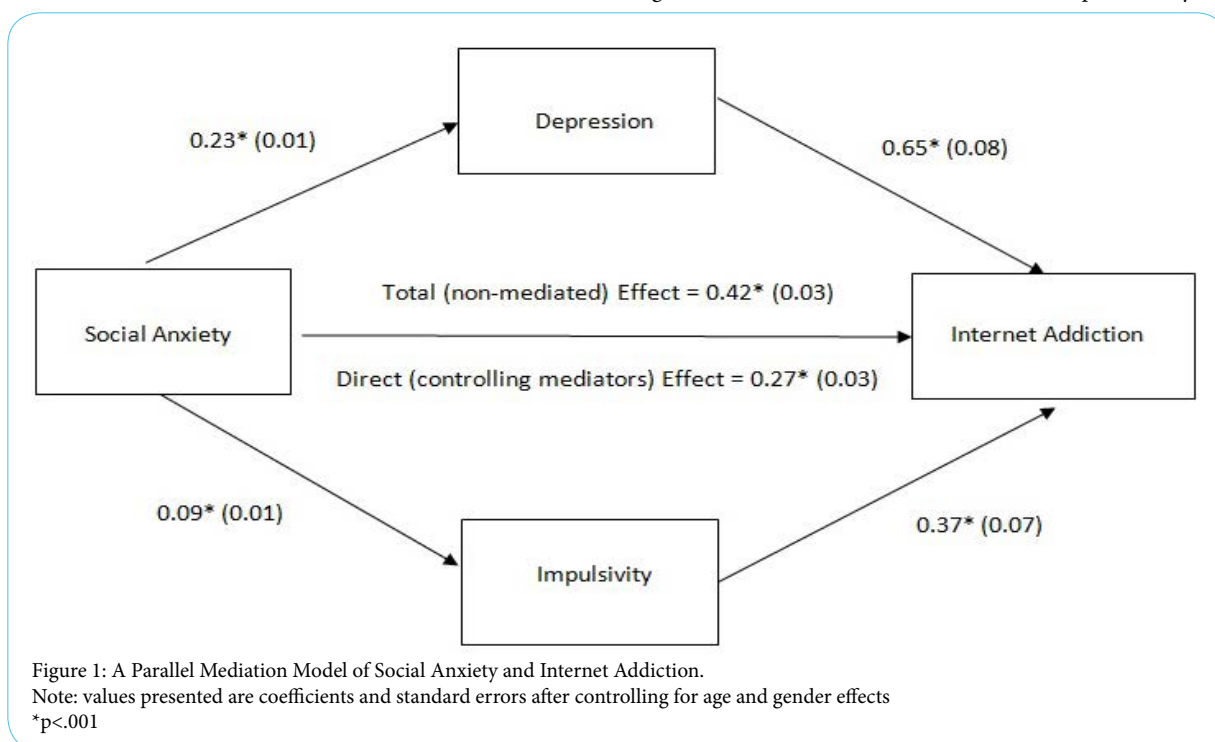 Depression
0.23* (0.01)
0.65* (0.08)
Total (non-mediated) Effect = 0.42* (0.03)
Social Anxiety
Internet Addiction
Direct (controlling mediators) Effect = 0.27* (0.03)
0.09* (0.01)
0.37* (0.07)
Impulsivity
Figure 1: A Parallel Mediation Model of Social Anxiety and Internet Addiction.
Note: values presented are coefficients and standard errors after controlling for age and gender effects
*p<.001